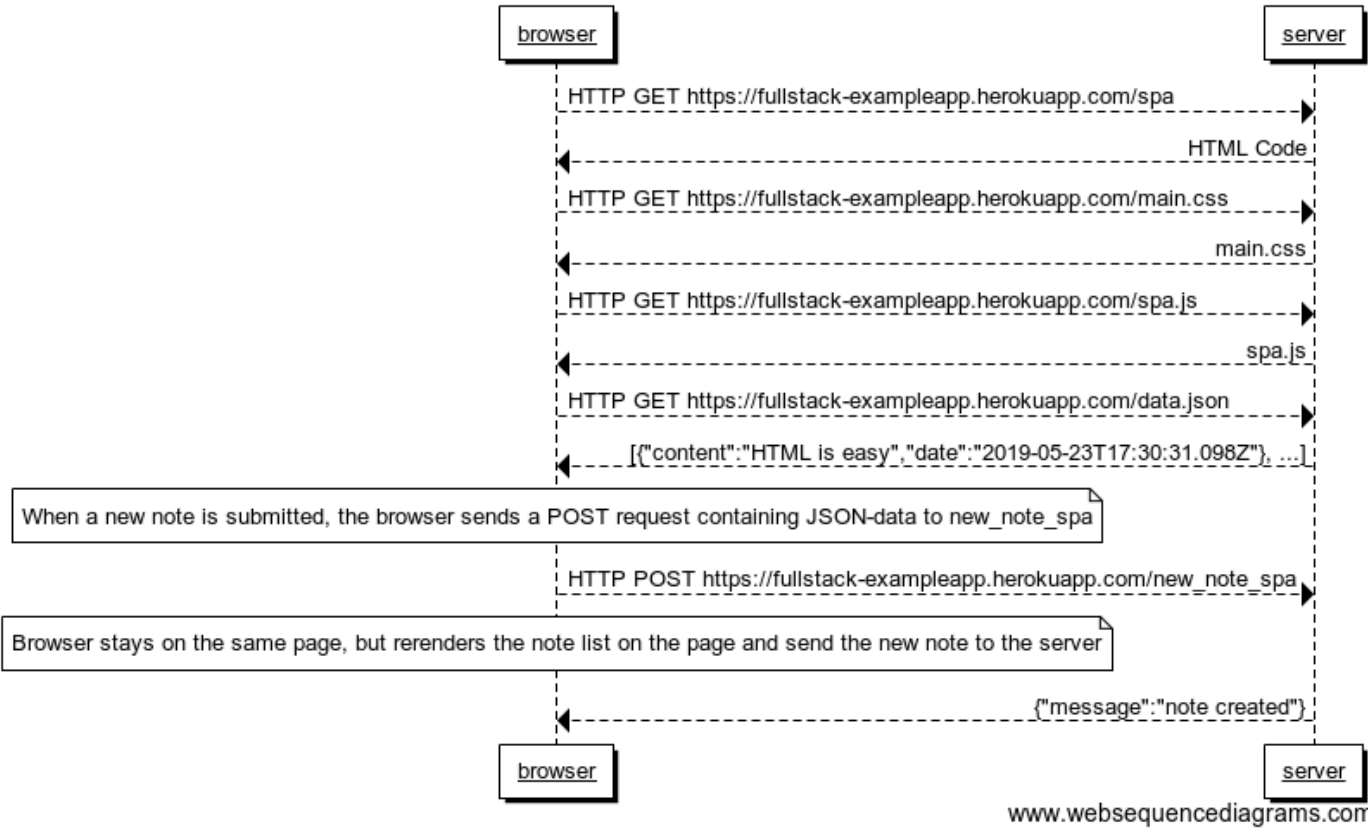 browser
server
HTTP GET https://fullstack-exampleapp.herokuapp.com/spa
HTML Code
HTTP GET https://fullstack-exampleapp.herokuapp.com/main.css
main.css
HTTP GET https://fullstack-exampleapp.herokuapp.com/spa.js
spa.js
HTTP GET https://fullstack-exampleapp.herokuapp.com/data.json
[{"content":"HTML is easy","date":"2019-05-23T17:30:31.098Z"}, ...]
When a new note is submitted, the browser sends a POST request containing JSON-data to new_note_spa
HTTP POST https://fullstack-exampleapp.herokuapp.com/new_note_spa
Browser stays on the same page, but rerenders the note list on the page and send the new note to the server
{"message":"note created"}
browser
server
www.websequencediagrams.com